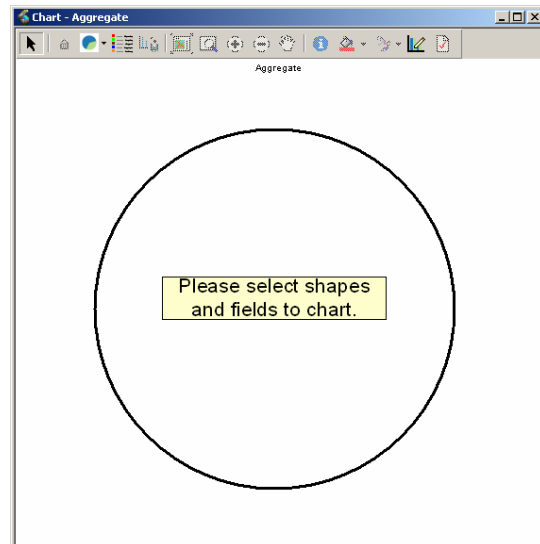 Chart - Aggregate
Aggregate
Please select shapes
and fields to chart.